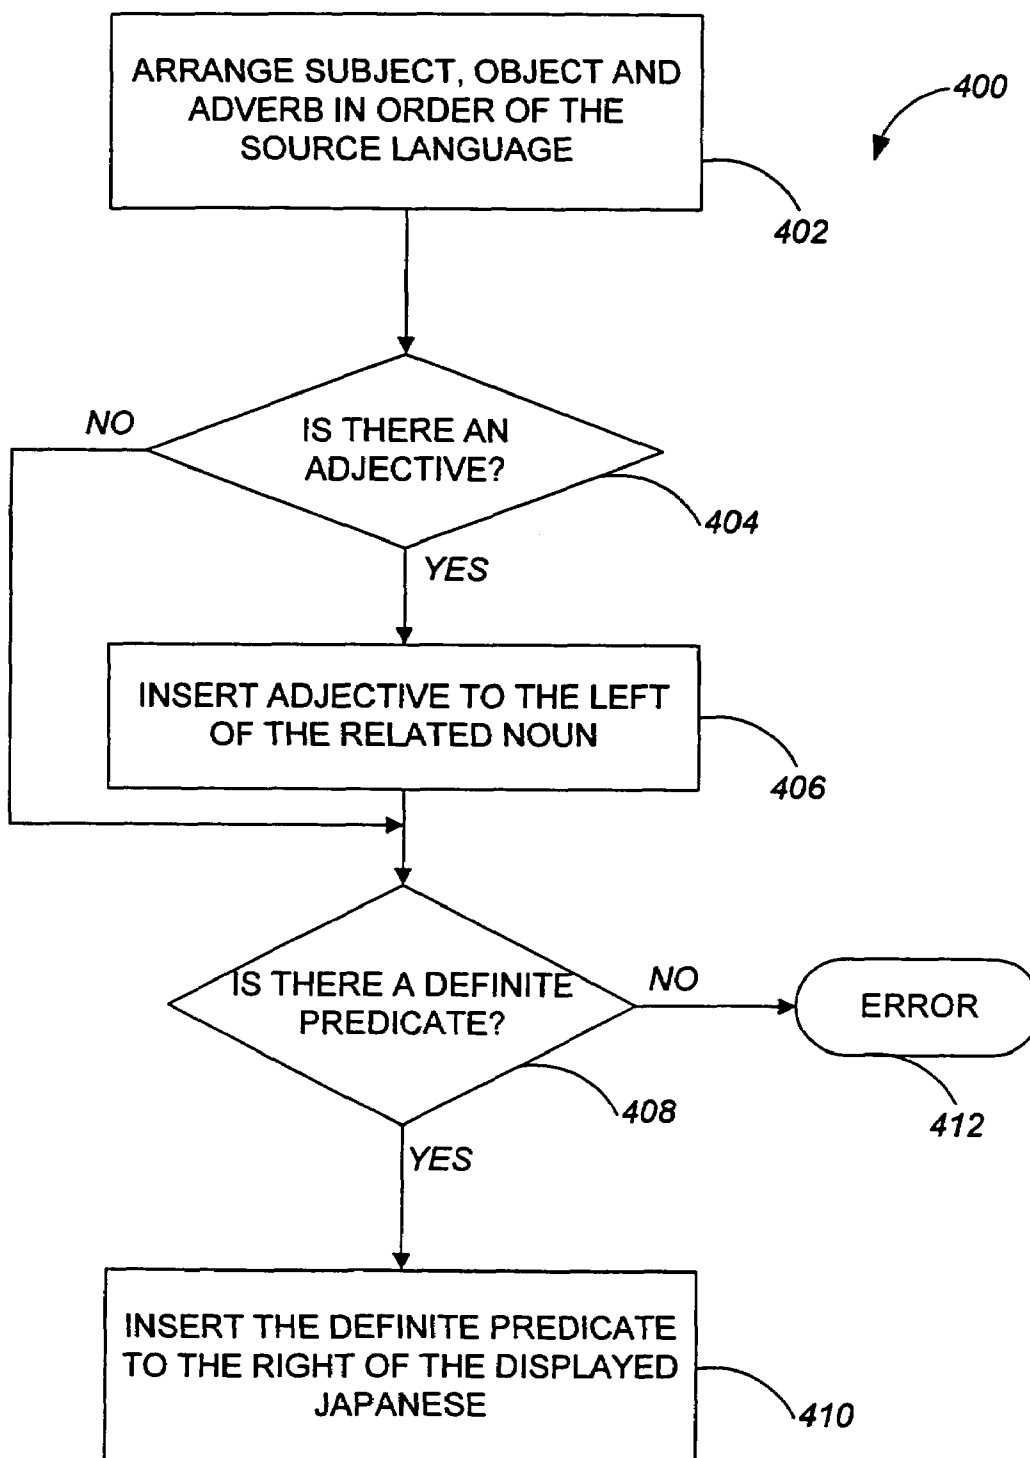 ARRANGE SUBJECT, OBJECT AND
ADVERB IN ORDER OF THE
SOURCE LANGUAGE
400
402
NO
IS THERE AN
ADJECTIVE?
404
YES
INSERT ADJECTIVE TO THE LEFT
OF THE RELATED NOUN
406
IS THERE A DEFINITE
PREDICATE?
NO
ERROR
408
412
YES
INSERT THE DEFINITE PREDICATE
TO THE RIGHT OF THE DISPLAYED
JAPANESE
410